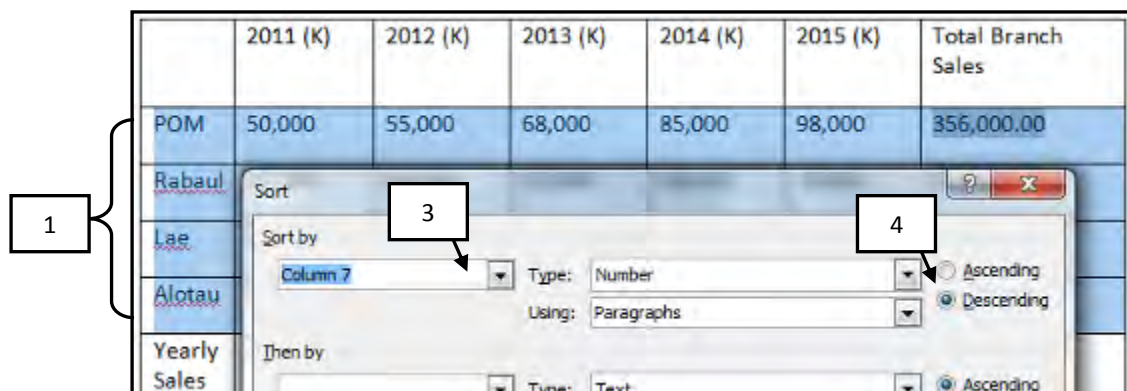 2011 (K) 2012 (K) 2013 (K) 2014 (K) 2015 (K) Total Branch
Sales
POM 50,000 55,000 68,000 85,000 98,000 356,000.00
Rabaul
Sort
? X
1
3
4
Lae
Sort by
Column 7 Type: Number Ascending
Alotau
Using: Paragraphs Descending
Yearly
Sales
Then by
Type: Text Ascending